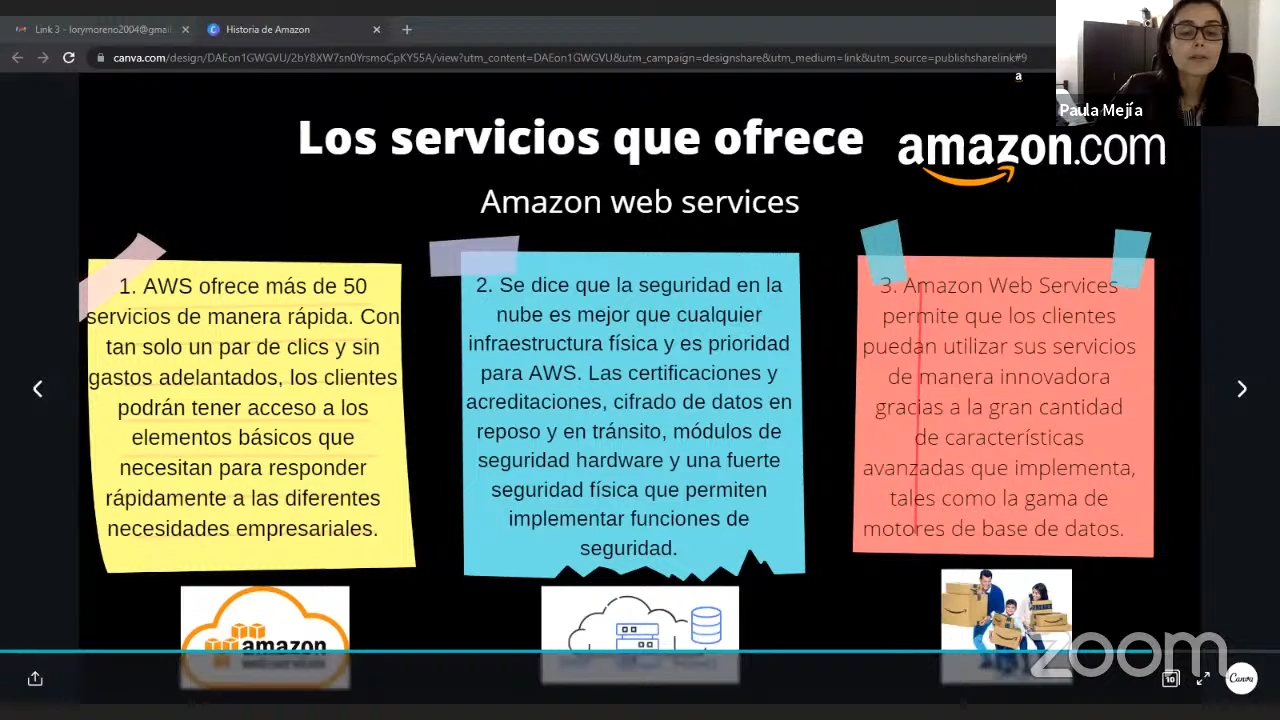 Link 3 - lorymoreno2004@gmai
Historia de Amazon
canva.com/design/DAEon1GWGVU/2bY8XW7sn0YrsmoCpKY55A/view?utm_content=DAEon1GWGVU&utm_campaign=designshare&utm_medium=link&utm_source=publishsharelink#9
a
Paula Mejía
Los servicios que ofrece
amazon.com
Amazon web services
1. AWS ofrece más de 50
servicios de manera rápida. Con
tan solo un par de clics y sin
gastos adelantados, los clientes
podrán tener acceso a los
elementos básicos que
necesitan para responder
rápidamente a las diferentes
necesidades empresariales.
2. Se dice que la seguridad en la
nube es mejor que cualquier
infraestructura física y es prioridad
para AWS. Las certificaciones y
acreditaciones, cifrado de datos en
reposo y en tránsito, módulos de
seguridad hardware y una fuerte
seguridad física que permiten
implementar funciones de
seguridad.
3. Amazon Web Services
permite que los clientes
puedan utilizar sus servicios
de manera innovadora
gracias a la gran cantidad
de características
avanzadas que implementa,
tales como la gama de
motores de base de datos.
amazon
zoom
10
Canva